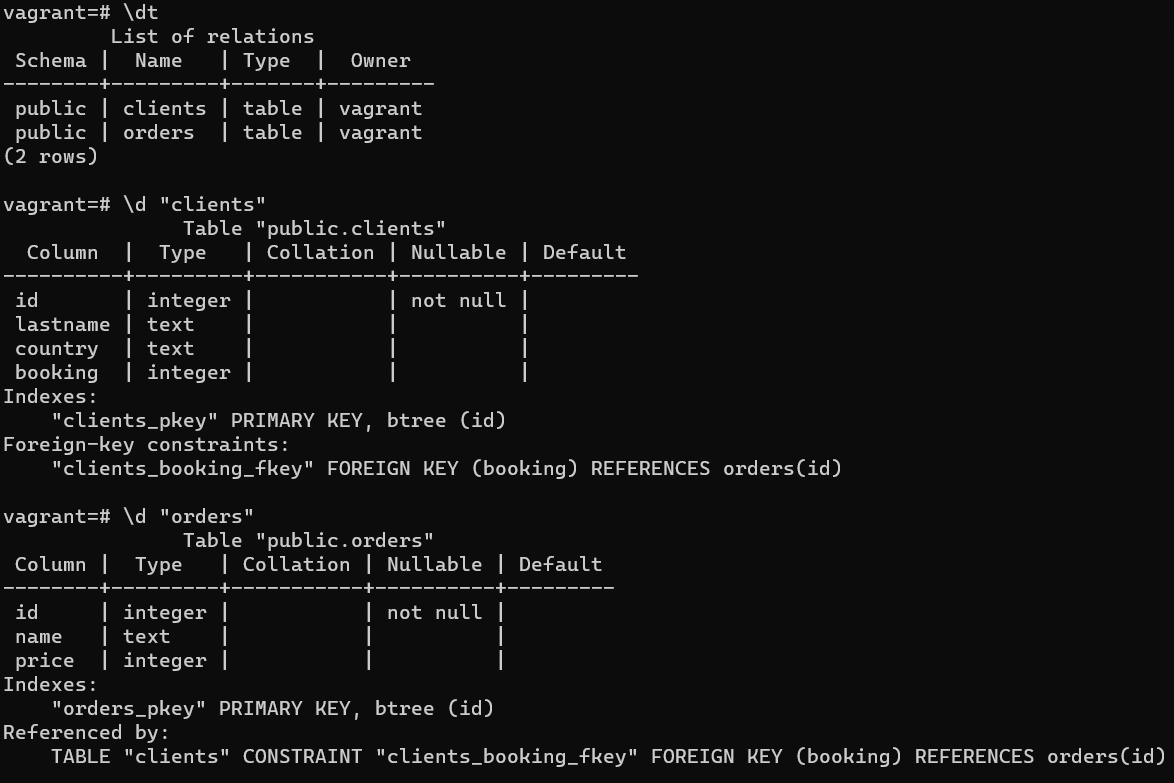 vagrant=# \dt
          List of relations
 Schema |  Name   | Type  |  Owner
--------+---------+-------+---------
 public | clients | table | vagrant
 public | orders  | table | vagrant
(2 rows)

vagrant=# \d "clients"
               Table "public.clients"
  Column  |  Type   | Collation | Nullable | Default
----------+---------+-----------+----------+---------
 id       | integer |           | not null |
 lastname | text    |           |          |
 country  | text    |           |          |
 booking  | integer |           |          |
Indexes:
    "clients_pkey" PRIMARY KEY, btree (id)
Foreign-key constraints:
    "clients_booking_fkey" FOREIGN KEY (booking) REFERENCES orders(id)

vagrant=# \d "orders"
               Table "public.orders"
 Column |  Type   | Collation | Nullable | Default
--------+---------+-----------+----------+---------
 id     | integer |           | not null |
 name   | text    |           |          |
 price  | integer |           |          |
Indexes:
    "orders_pkey" PRIMARY KEY, btree (id)
Referenced by:
    TABLE "clients" CONSTRAINT "clients_booking_fkey" FOREIGN KEY (booking) REFERENCES orders(id)